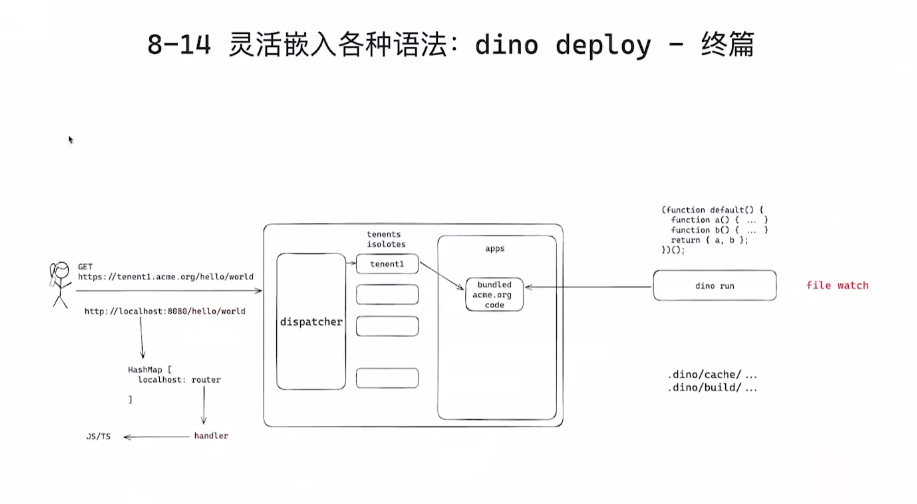 8-14 灵活嵌入各种语法: dino deploy - 终篇
GET
https://tenent1.acme.org/hello/world
http://localhost:8080/hello/world
HashMap [
localhost: router
]
handler
JS/TS
dispatcher
tenents
isolotes
tenent1
apps
bundled
acme.org
code
(function default() {
function a() { ... }
function b() { ... }
return { a, b };
})();
dino run
file watch
.dino/cache/...
.dino/build/...